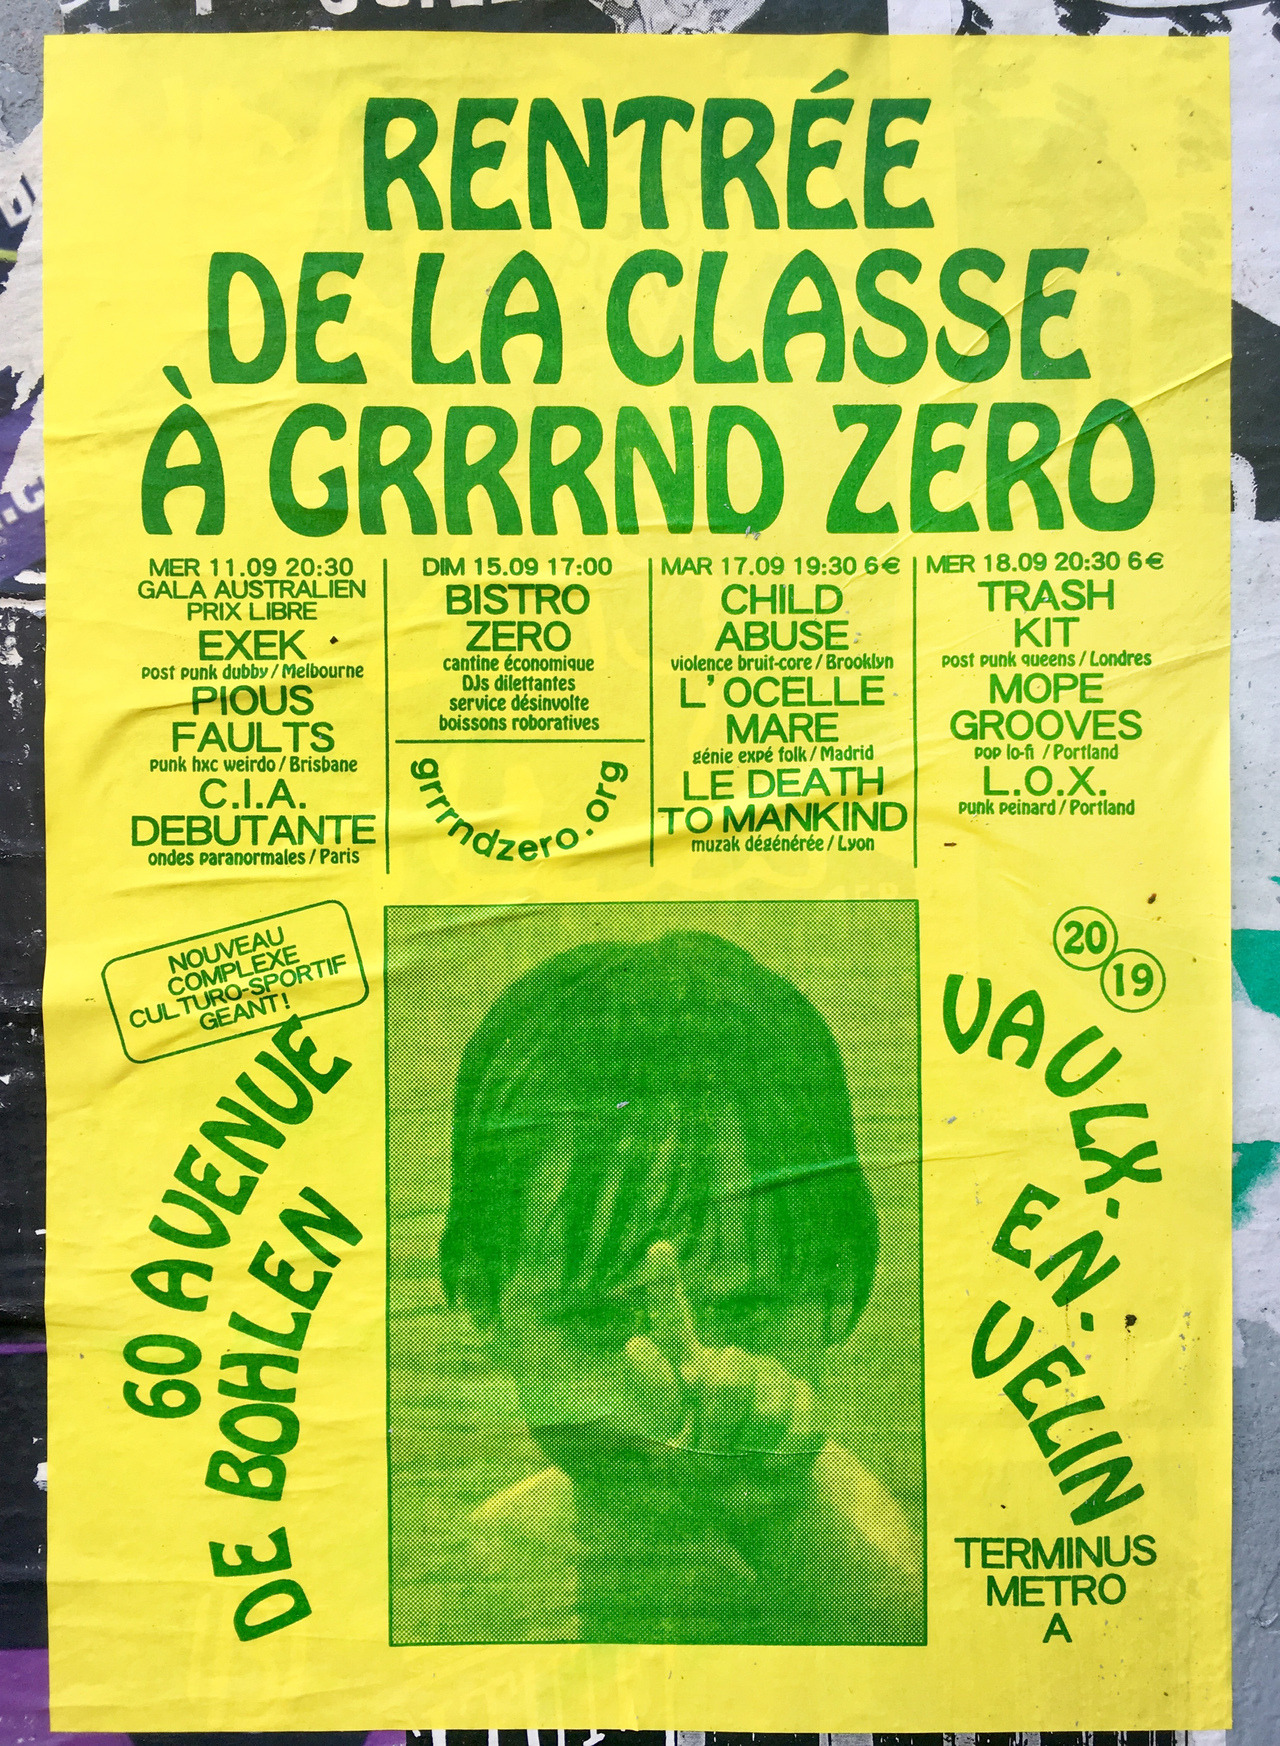 RENTRÉE
DE LA CLASSE
À GRRRND ZERO
MER 11.09 20:30
GALA AUSTRALIEN
PRIX LIBRE
EXEK
post punk dubby / Melbourne
PIOUS
FAULTS
punk hxc weirdo / Brisbane
C.I.A.
DEBUTANTE
ondes paranormales / Paris
DIM 15.09 17:00
BISTRO
ZERO
cantine économique
DJs dilettantes
service désinvolte
boissons roboratives
grrrndzero.org
MAR 17.09 19:30 6€
CHILD
ABUSE
violence bruit-core / Brooklyn
L'OCELLE
MARE
génie expé folk / Madrid
LE DEATH
TO MANKIND
muzak dégénérée / Lyon
MER 18.09 20:30 6€
TRASH
KIT
post punk queens / Londres
MOPE
GROOVES
pop lo-fi / Portland
L.O.X.
punk peinard / Portland
NOUVEAU
COMPLEXE
CULTURO-SPORTIF
GEANT!
60 AVENUE
DE BOHLEN
20
19
VAULX-
EN-
VELIN
TERMINUS
METRO
A